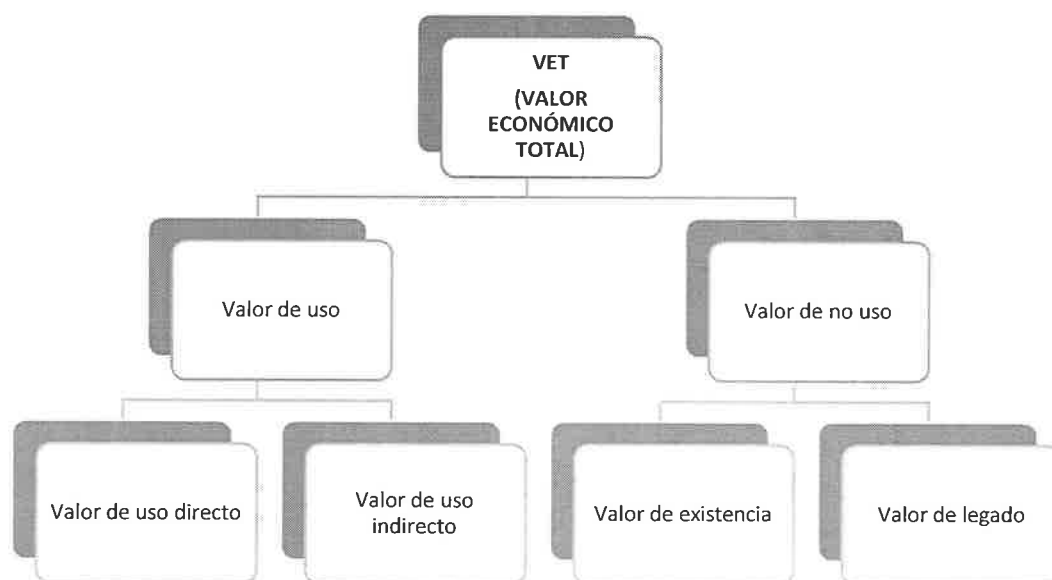 VET
(VALOR
ECONÓMICO
TOTAL)
Valor de uso
Valor de no uso
Valor de uso directo
Valor de uso
indirecto
Valor de existencia
Valor de legado